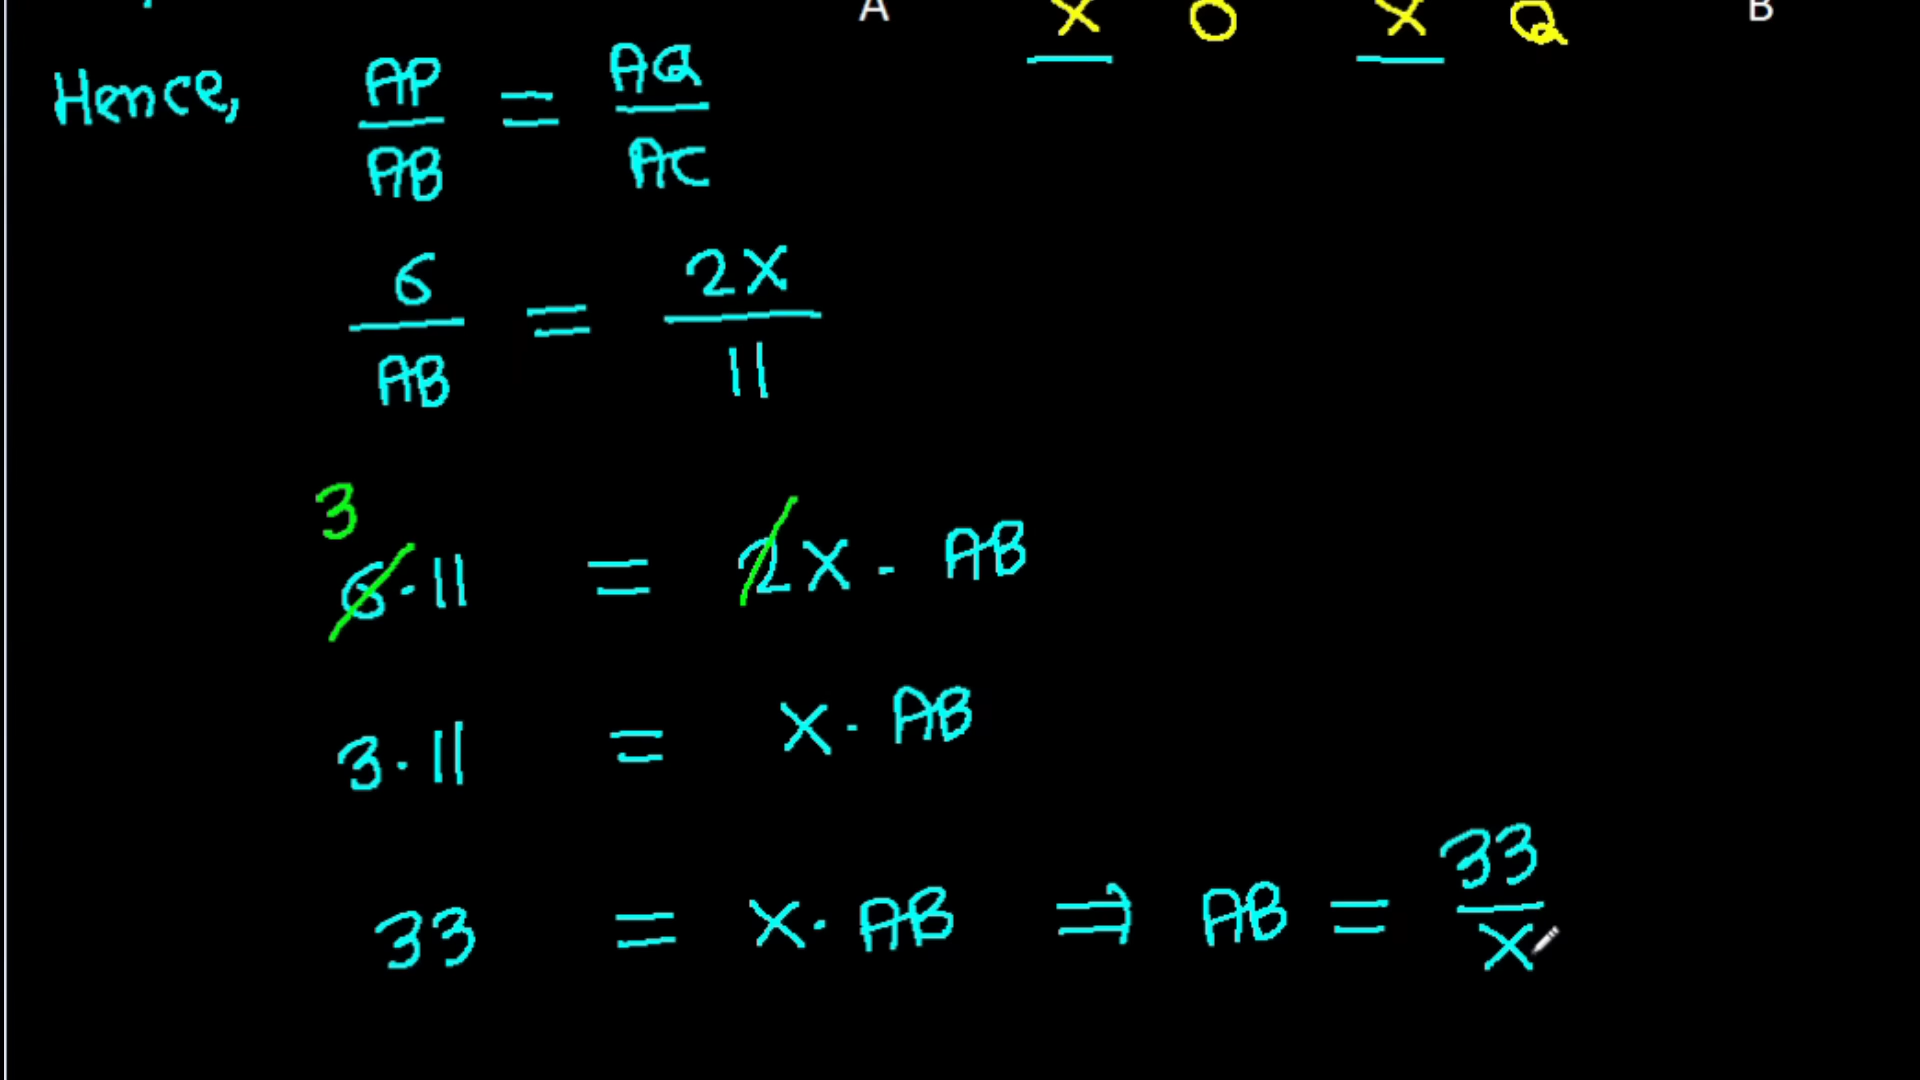 A X O X Q B
Hence, AP/AB = AQ/AC
6/AB = 2X/11
3
6 · 11 = 2X · AB
3 · 11 = X · AB
33 = X · AB ⇒ AB = 33/X